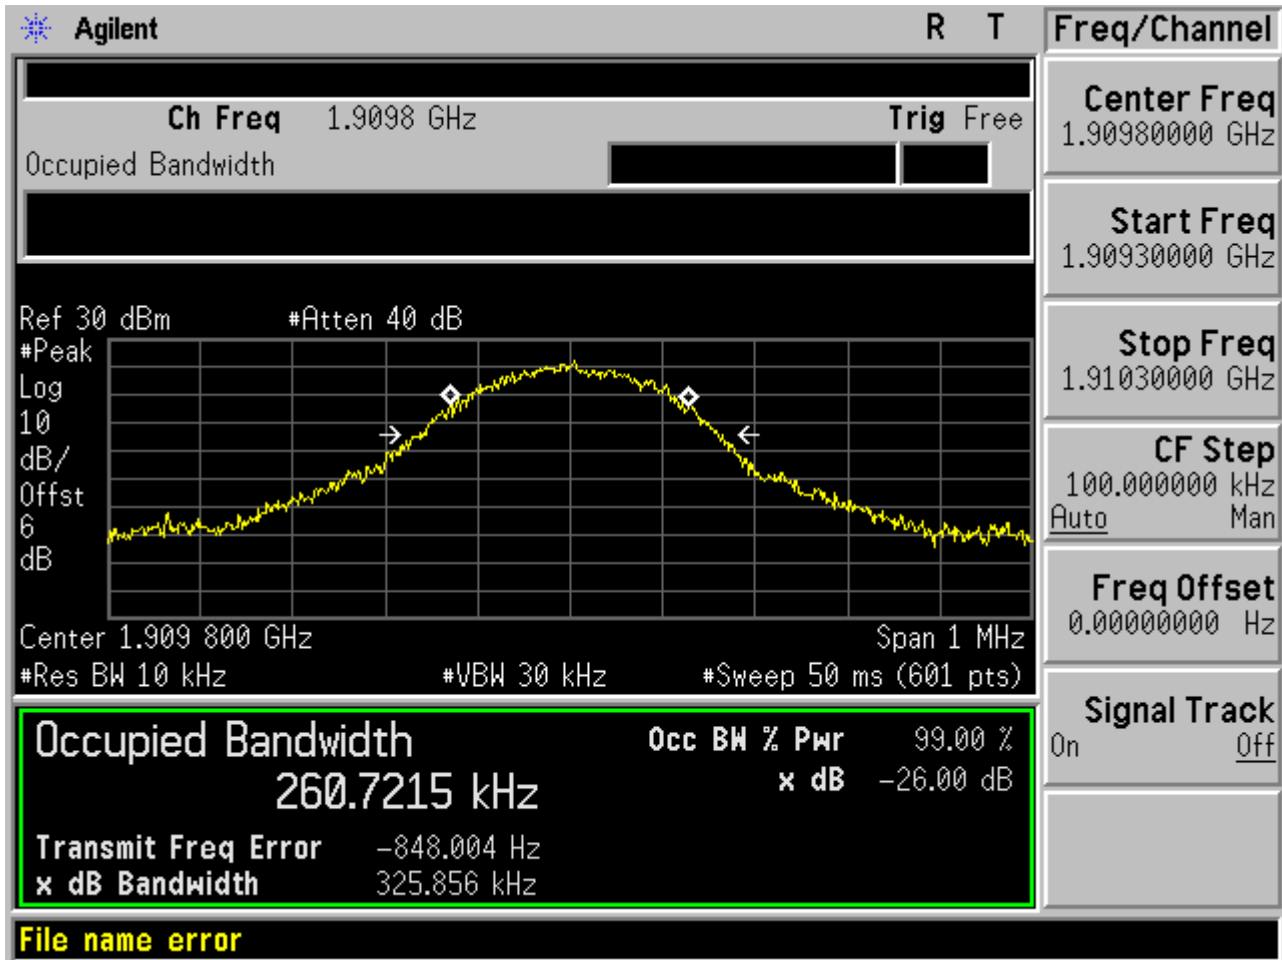 Agilent R T
Freq/Channel
Ch Freq 1.9098 GHz Trig Free
Occupied Bandwidth
Center Freq
1.90980000 GHz
Start Freq
1.90930000 GHz
Stop Freq
1.91030000 GHz
CF Step
100.000000 kHz
Auto Man
Freq Offset
0.00000000 Hz
Signal Track
On Off
Ref 30 dBm #Atten 40 dB
#Peak
Log
10
dB/
Offst
6
dB
Center 1.909 800 GHz Span 1 MHz
#Res BW 10 kHz #VBW 30 kHz #Sweep 50 ms (601 pts)
Occupied Bandwidth
260.7215 kHz
Occ BW % Pwr 99.00 %
x dB -26.00 dB
Transmit Freq Error -848.004 Hz
x dB Bandwidth 325.856 kHz
File name error